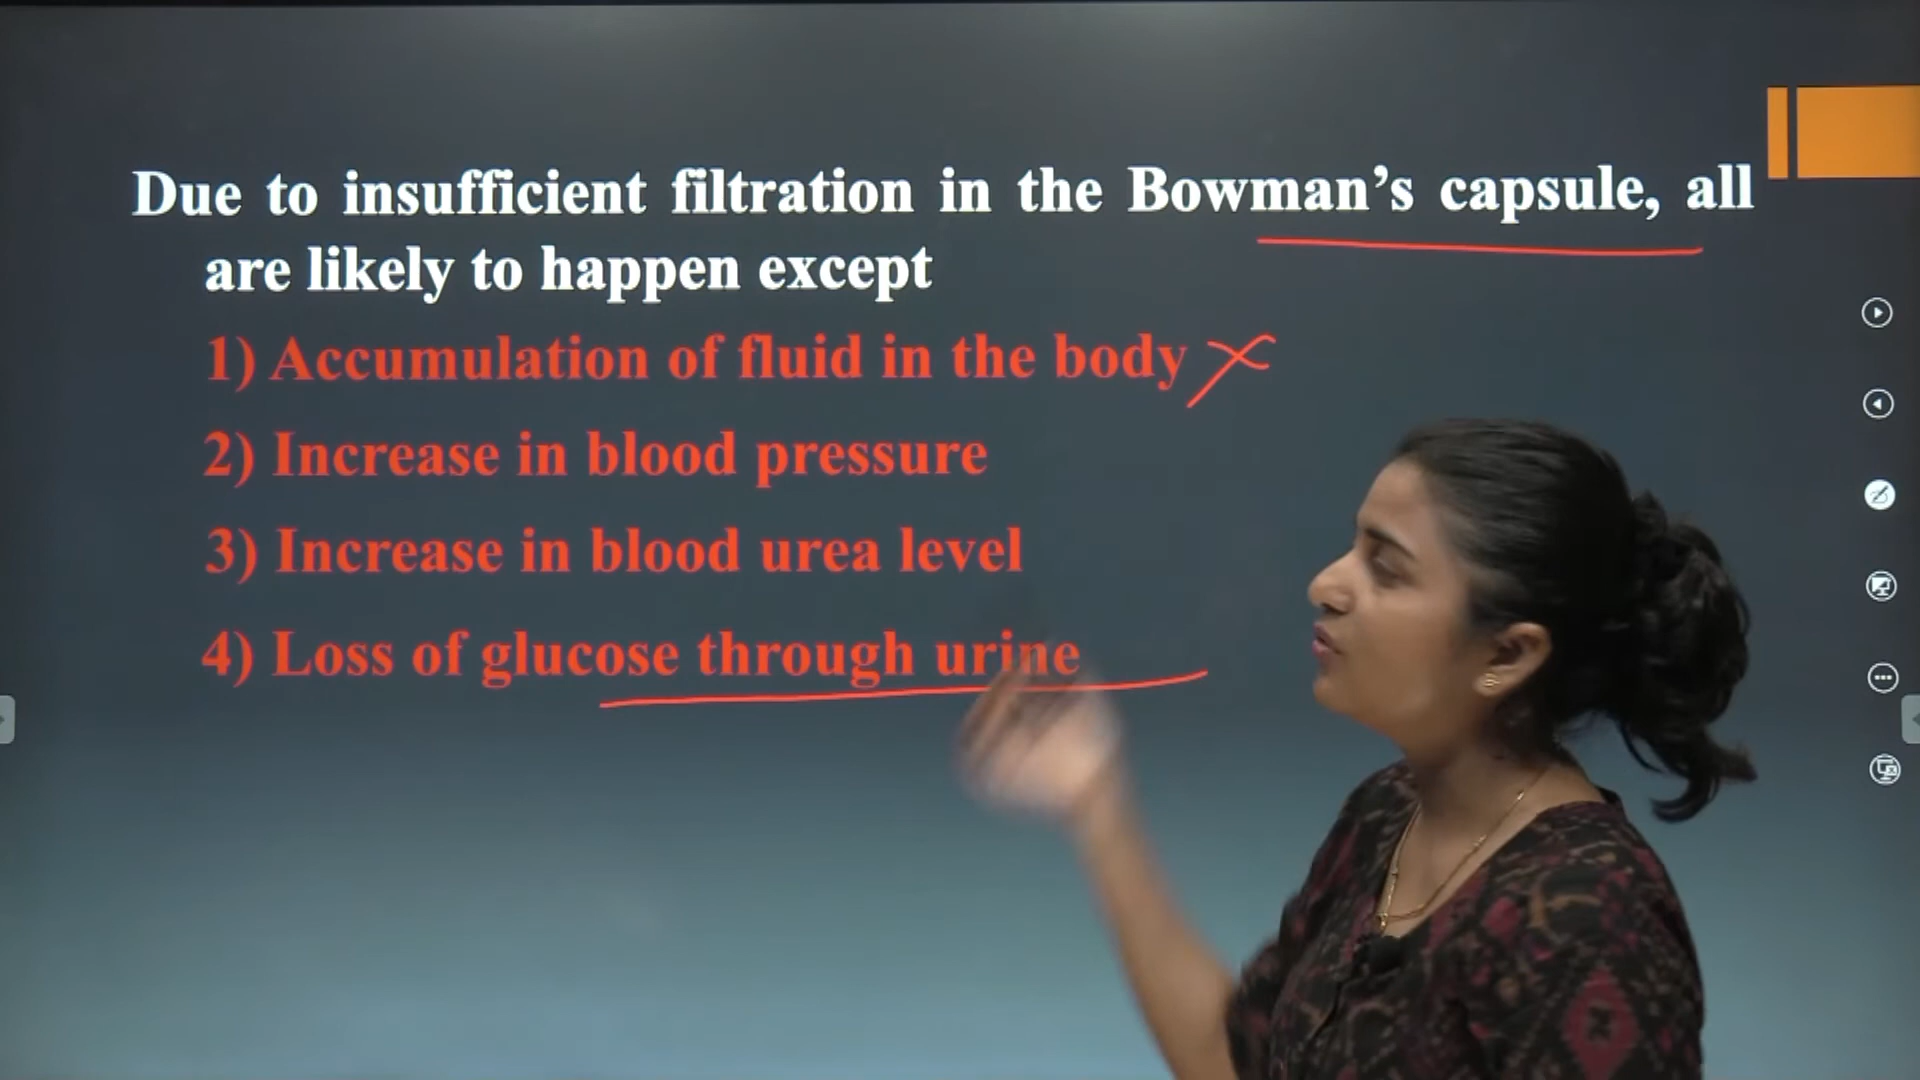 Due to insufficient filtration in the Bowman’s capsule, all
are likely to happen except
1) Accumulation of fluid in the body
2) Increase in blood pressure
3) Increase in blood urea level
4) Loss of glucose through urine